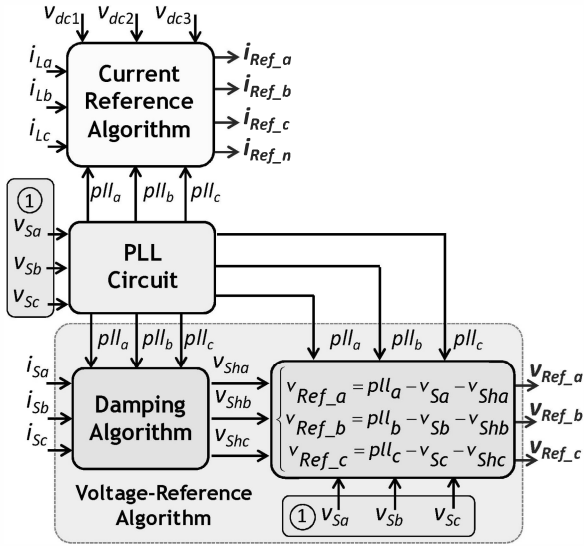 v_dc1 v_dc2 v_dc3
i_La
i_Lb
i_Lc
Current
Reference
Algorithm
i_Ref_a
i_Ref_b
i_Ref_c
i_Ref_n
pll_a pll_b pll_c
①
v_Sa
v_Sb
v_Sc
PLL
Circuit
pll_a pll_b pll_c
pll_a pll_b pll_c
i_Sa
i_Sb
i_Sc
Damping
Algorithm
v_Sha
v_Shb
v_Shc
v_Ref_a = pll_a - v_Sa - v_Sha
v_Ref_b = pll_b - v_Sb - v_Shb
v_Ref_c = pll_c - v_Sc - v_Shc
v_Ref_a
v_Ref_b
v_Ref_c
Voltage-Reference
Algorithm
① v_Sa v_Sb v_Sc